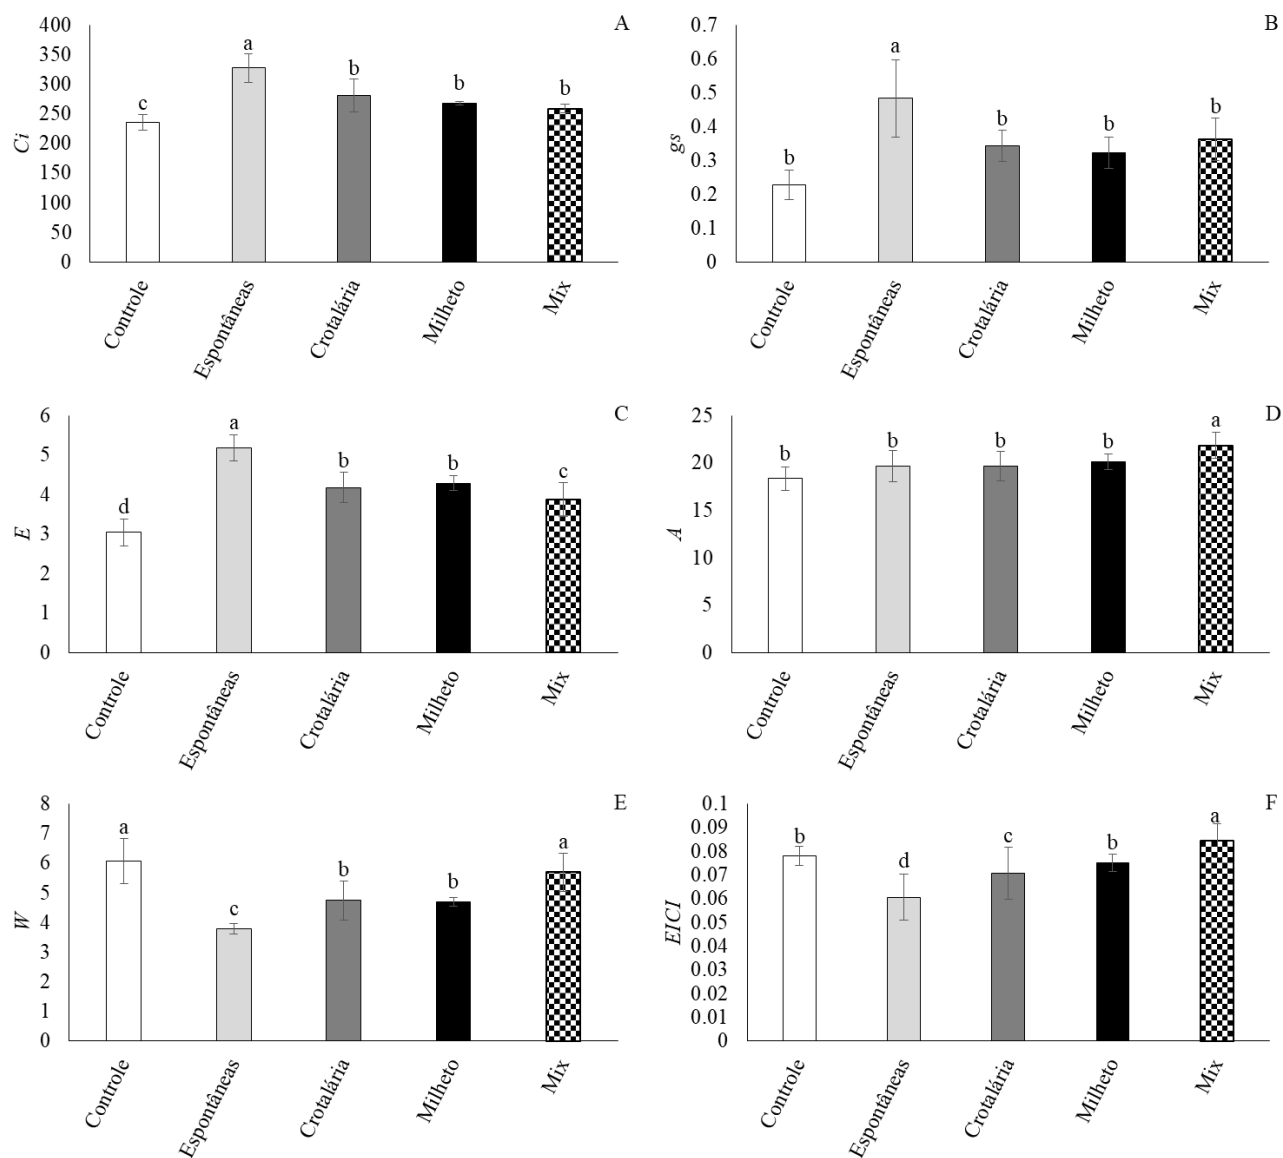 A
400
350
300
250
200
150
100
50
0
Ci
c
a
b
b
b
Controle
Espontâneas
Crotalária
Milheto
Mix
B
0.7
0.6
0.5
0.4
0.3
0.2
0.1
0
gs
b
a
b
b
b
Controle
Espontâneas
Crotalária
Milheto
Mix
C
6
5
4
3
2
1
0
E
d
a
b
b
c
Controle
Espontâneas
Crotalária
Milheto
Mix
D
25
20
15
10
5
0
A
b
b
b
b
a
Controle
Espontâneas
Crotalária
Milheto
Mix
E
8
7
6
5
4
3
2
1
0
W
a
c
b
b
a
Controle
Espontâneas
Crotalária
Milheto
Mix
F
0.1
0.09
0.08
0.07
0.06
0.05
0.04
0.03
0.02
0.01
0
EICI
b
d
c
b
a
Controle
Espontâneas
Crotalária
Milheto
Mix